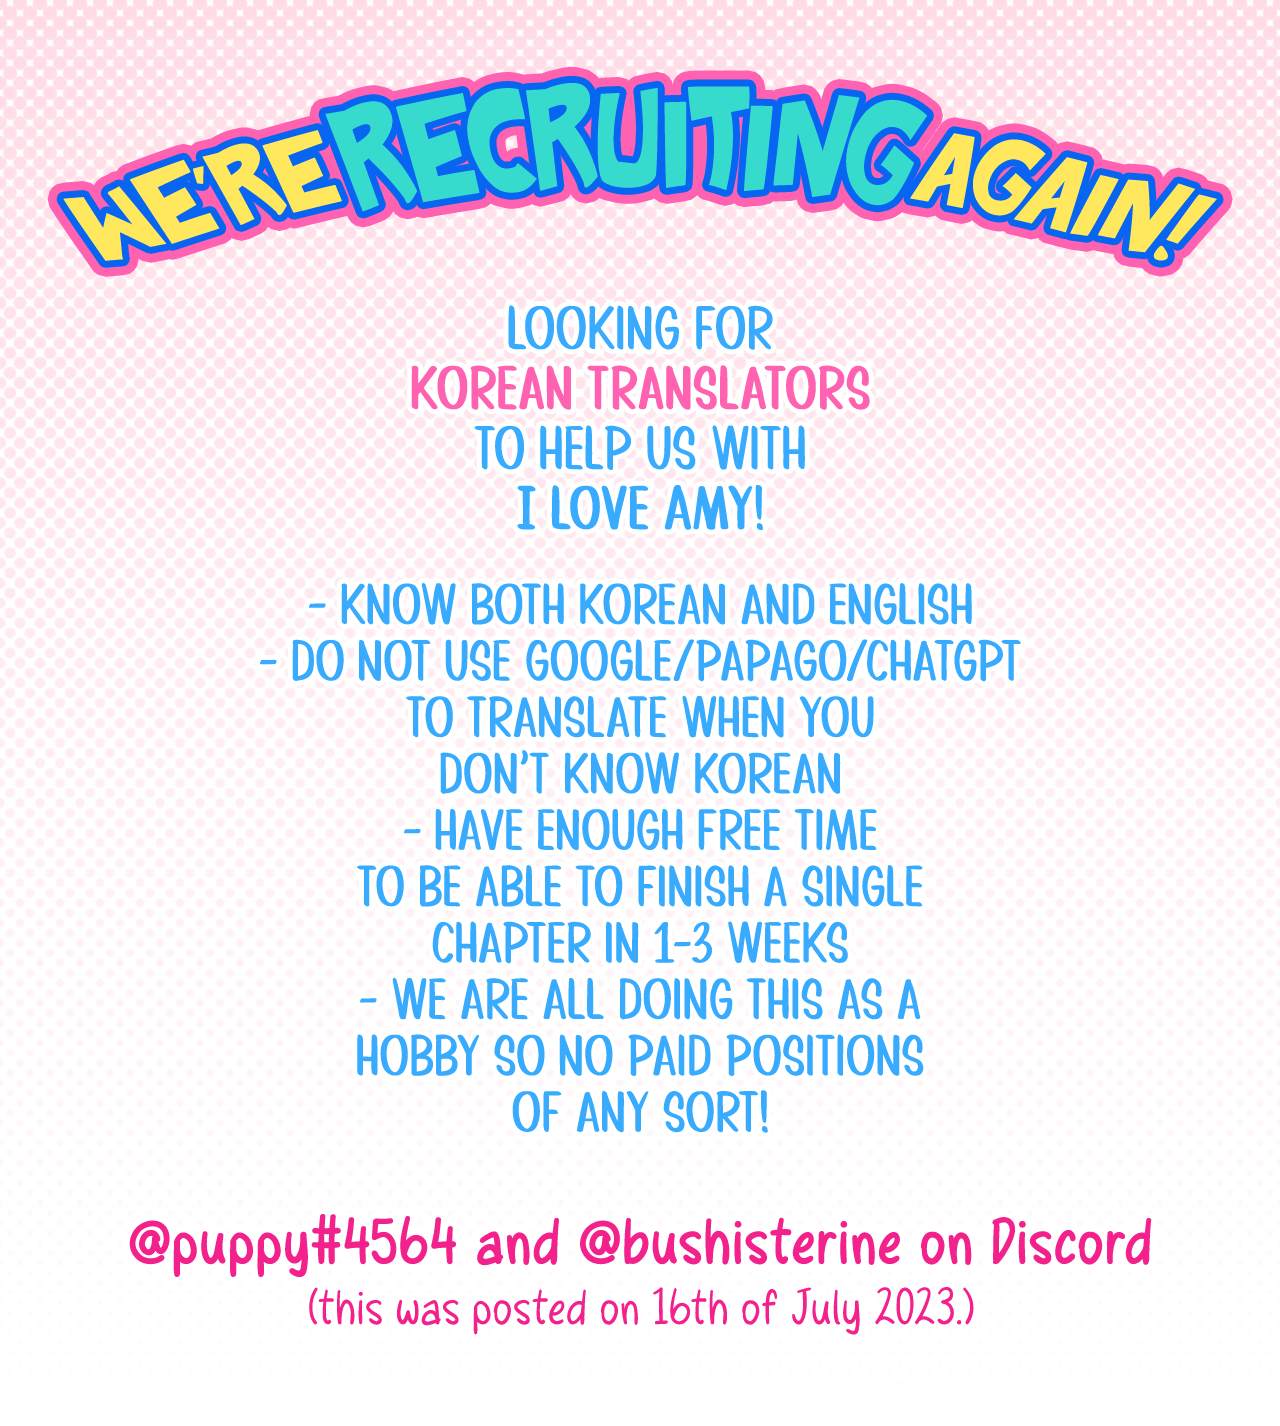 WE'RE RECRUITING AGAIN!
LOOKING FOR
KOREAN TRANSLATORS
TO HELP US WITH
I LOVE AMY!
- KNOW BOTH KOREAN AND ENGLISH
- DO NOT USE GOOGLE/PAPAGO/CHATGPT
TO TRANSLATE WHEN YOU
DON'T KNOW KOREAN
- HAVE ENOUGH FREE TIME
TO BE ABLE TO FINISH A SINGLE
CHAPTER IN 1-3 WEEKS
- WE ARE ALL DOING THIS AS A
HOBBY SO NO PAID POSITIONS
OF ANY SORT!
@puppy#4564 and @bushisterine on Discord
(this was posted on 16th of July 2023.)